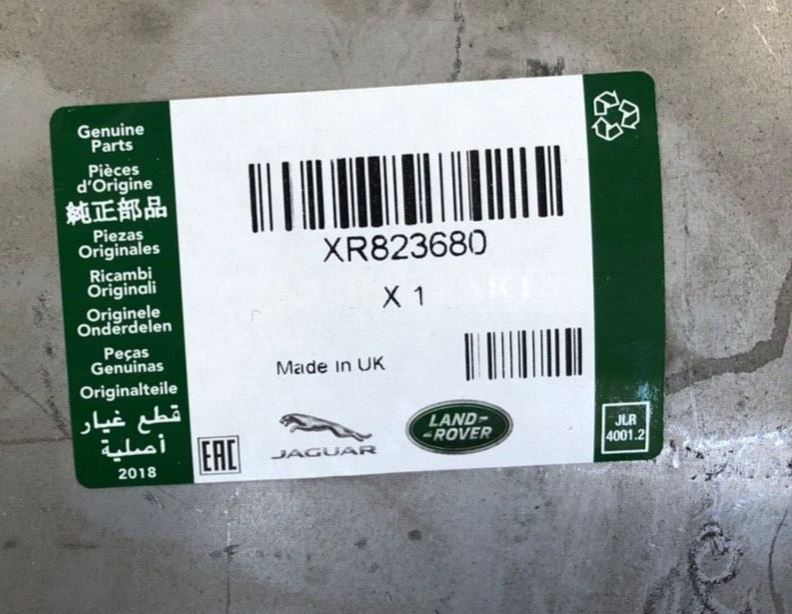 Genuine
Parts
Pièces
d'Origine
純正部品
Piezas
Originales
Ricambi
Originali
Originele
Onderdelen
Peças
Genuinas
Originalteile
قطع غيار
أصلية
2018
XR823680
X 1
Made In UK
EAC
JAGUAR
LAND-
-ROVER
JLR
4001.2